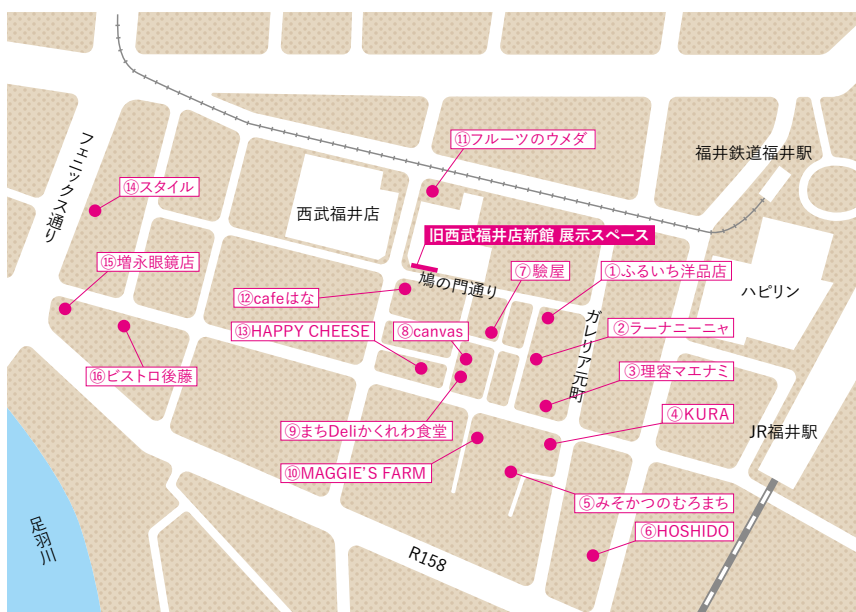 ⑪フルーツのウメダ
福井鉄道福井駅
フェニックス通り
⑭スタイル
西武福井店
旧西武福井店新館 展示スペース
⑮増永眼鏡店
鳩の門通り
⑦驗屋
①ふるいち洋品店
ハピリン
⑫cafeはな
⑬HAPPY CHEESE
⑧canvas
ガレリア元町
②ラーナニーニャ
⑯ビストロ後藤
③理容マエナミ
④KURA
⑨まちDeliかくれわ食堂
JR福井駅
⑩MAGGIE'S FARM
⑤みそかつのむろまち
足羽川
R158
⑥HOSHIDO